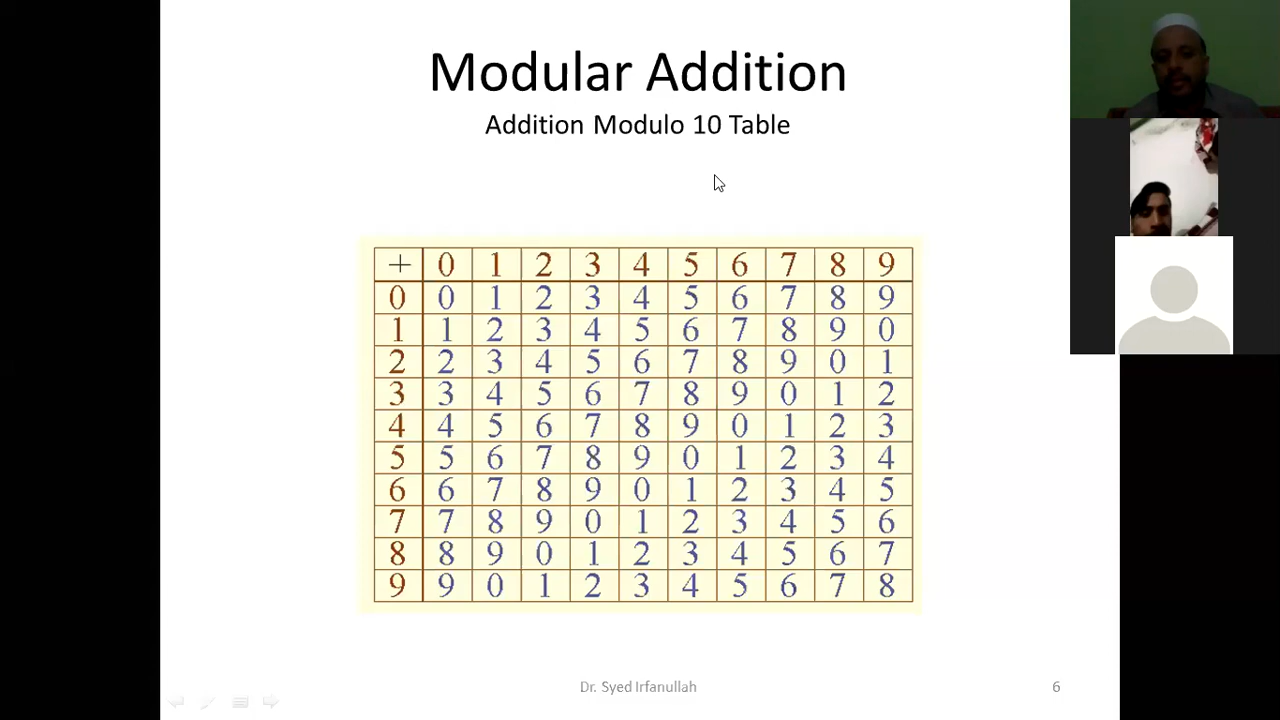 Modular Addition
Addition Modulo 10 Table
+ 0 1 2 3 4 5 6 7 8 9
0 0 1 2 3 4 5 6 7 8 9
1 1 2 3 4 5 6 7 8 9 0
2 2 3 4 5 6 7 8 9 0 1
3 3 4 5 6 7 8 9 0 1 2
4 4 5 6 7 8 9 0 1 2 3
5 5 6 7 8 9 0 1 2 3 4
6 6 7 8 9 0 1 2 3 4 5
7 7 8 9 0 1 2 3 4 5 6
8 8 9 0 1 2 3 4 5 6 7
9 9 0 1 2 3 4 5 6 7 8
Dr. Syed Irfanullah
6